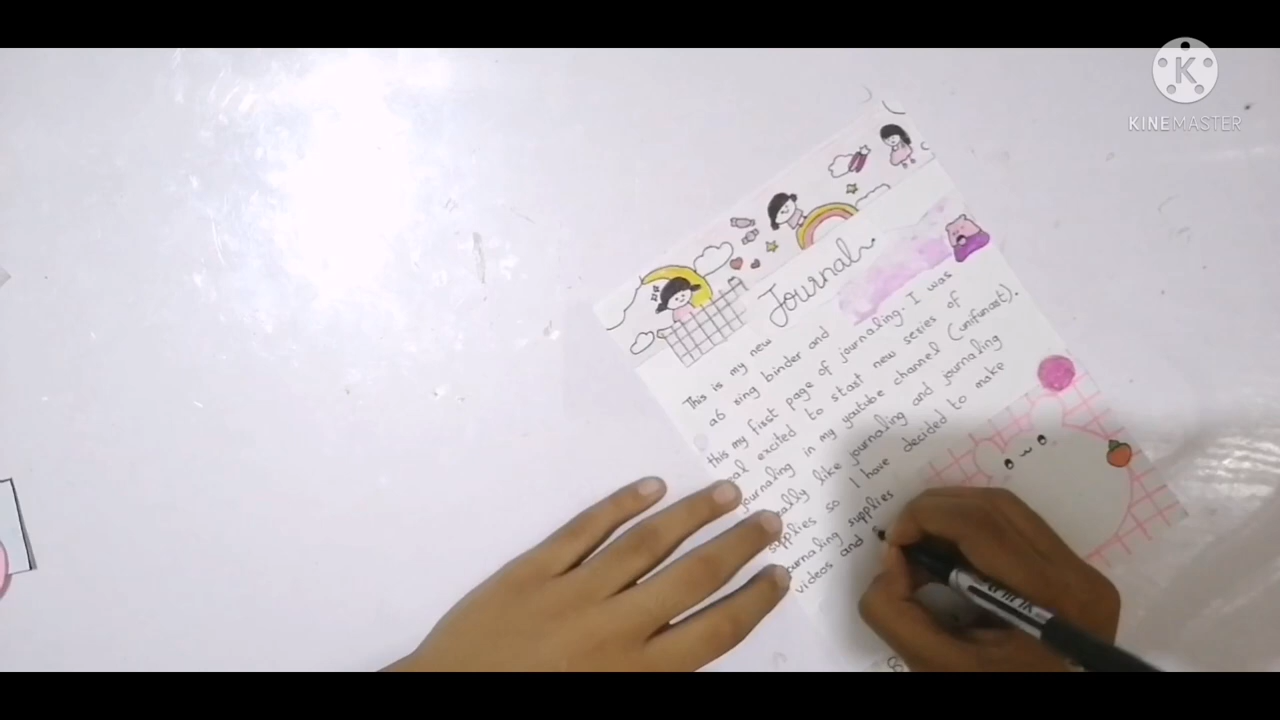 KINEMASTER
Journal.
This is my new
a6 ring binder and
this my first page of journaling. I was
excited to start new series of
journaling in my youtube channel (unifunast).
really like journaling and journaling
supplies so I have decided to make
journaling supplies
videos and s
B